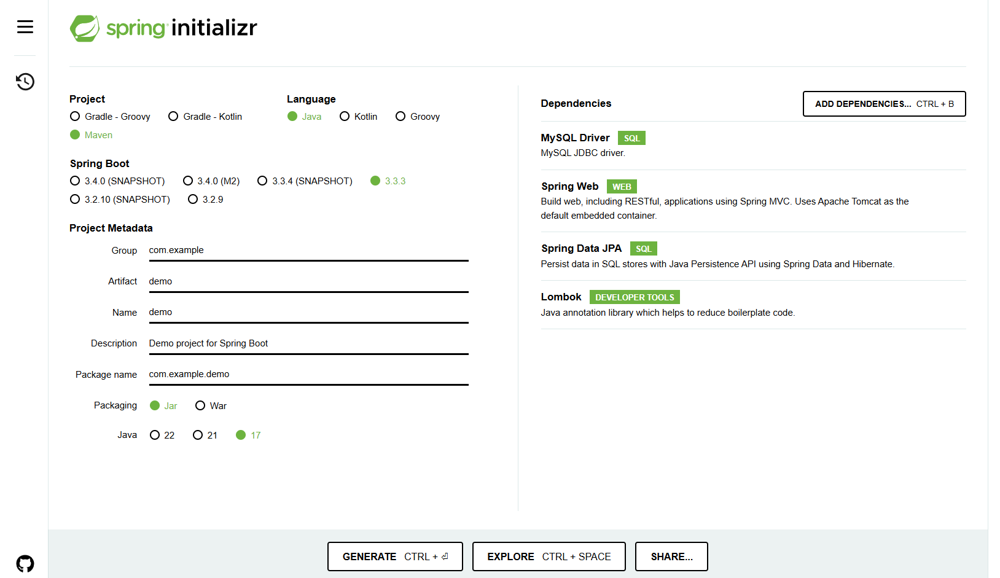 spring initializr
Project
Gradle - Groovy Gradle - Kotlin
Maven
Language
Java Kotlin Groovy
Spring Boot
3.4.0 (SNAPSHOT) 3.4.0 (M2) 3.3.4 (SNAPSHOT) 3.3.3
3.2.10 (SNAPSHOT) 3.2.9
Project Metadata
Group com.example
Artifact demo
Name demo
Description Demo project for Spring Boot
Package name com.example.demo
Packaging Jar War
Java 22 21 17
Dependencies ADD DEPENDENCIES... CTRL + B
MySQL Driver SQL
MySQL JDBC driver.
Spring Web WEB
Build web, including RESTful, applications using Spring MVC. Uses Apache Tomcat as the
default embedded container.
Spring Data JPA SQL
Persist data in SQL stores with Java Persistence API using Spring Data and Hibernate.
Lombok DEVELOPER TOOLS
Java annotation library which helps to reduce boilerplate code.
GENERATE CTRL + ⏎ EXPLORE CTRL + SPACE SHARE...